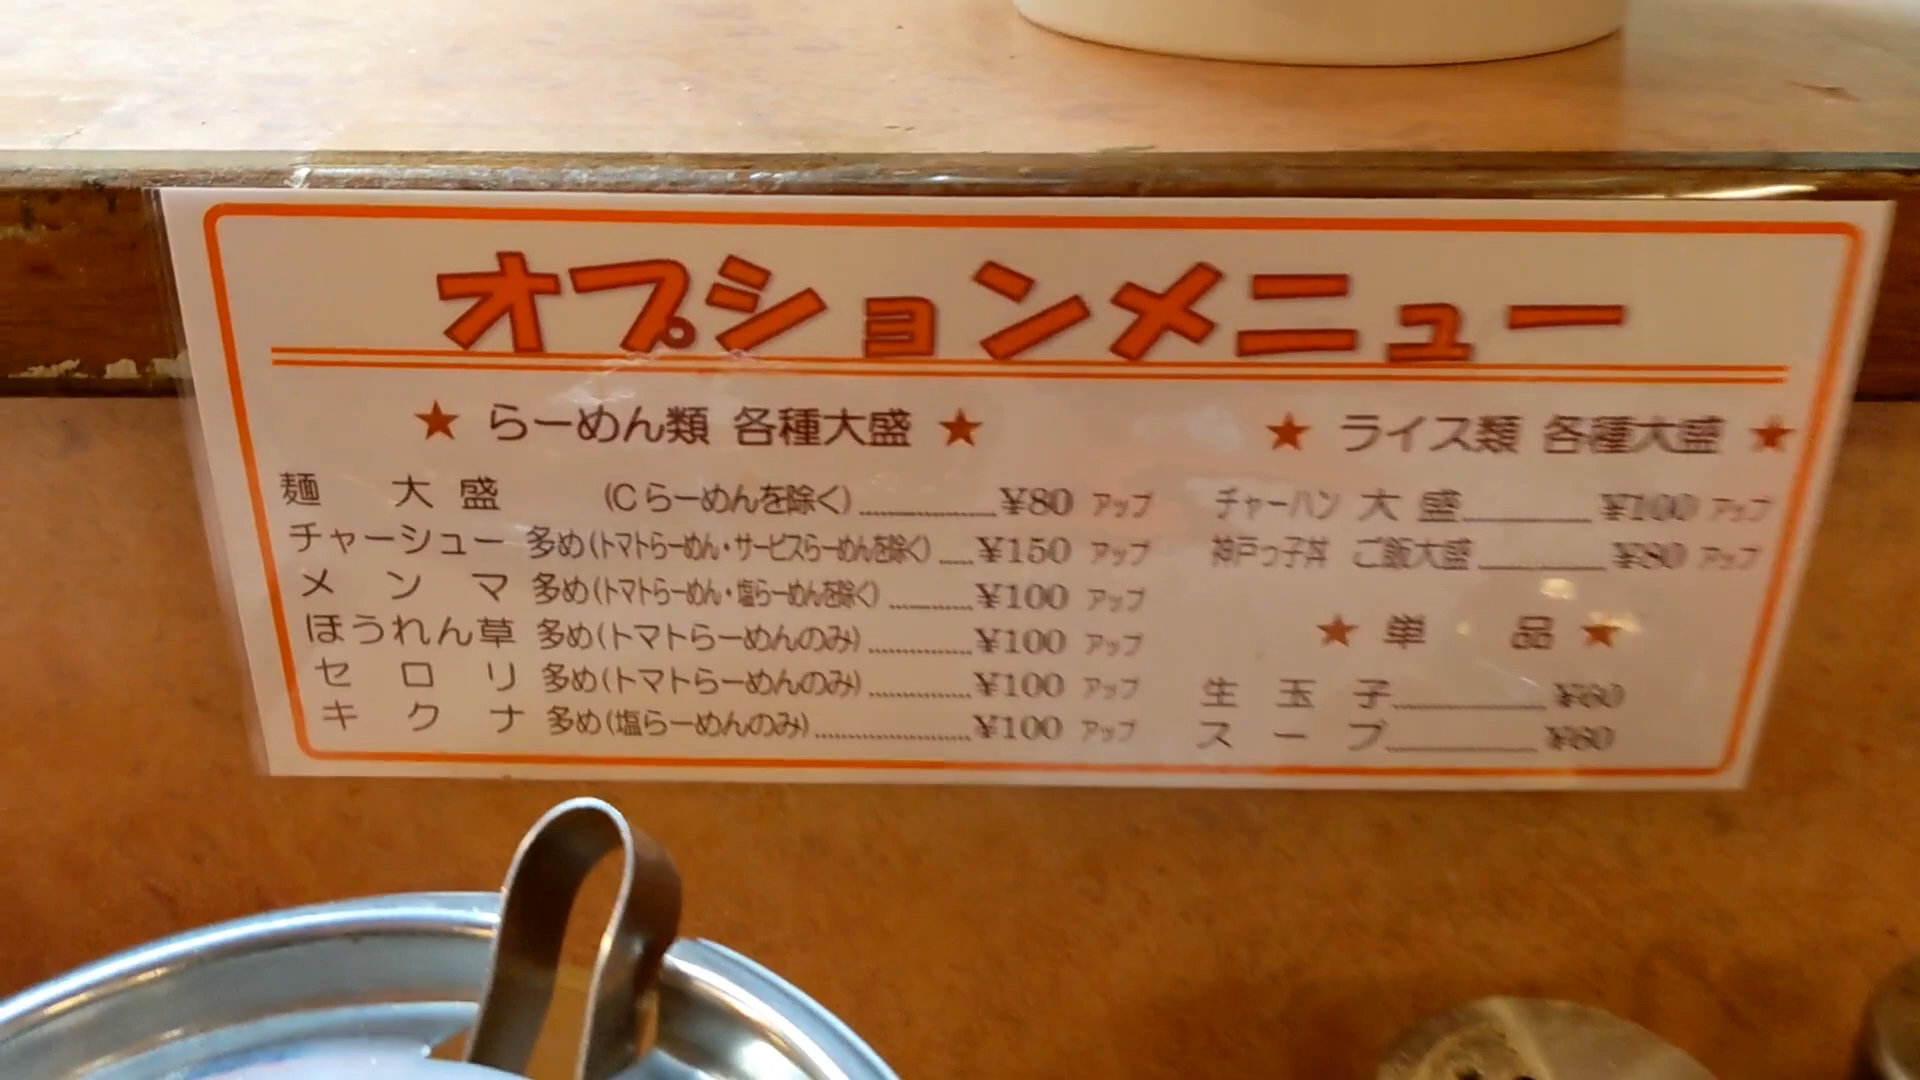 オプションメニュー
★ らーめん類 各種大盛 ★
麺 大 盛 (Cらーめんを除く)……¥80 アップ
チャーシュー 多め(トマトらーめん・サービスらーめんを除く)……¥150 アップ
メ ン マ 多め(トマトらーめん・塩らーめんを除く)……¥100 アップ
ほうれん草 多め(トマトらーめんのみ)……¥100 アップ
セ ロ リ 多め(トマトらーめんのみ)……¥100 アップ
キ ク ナ 多め(塩らーめんのみ)……¥100 アップ
★ ライス類 各種大盛 ★
チャーハン 大 盛……¥100 アップ
神戸っ子丼 ご飯大盛……¥80 アップ
★ 単 品 ★
生 玉 子……¥60
ス ー プ……¥60